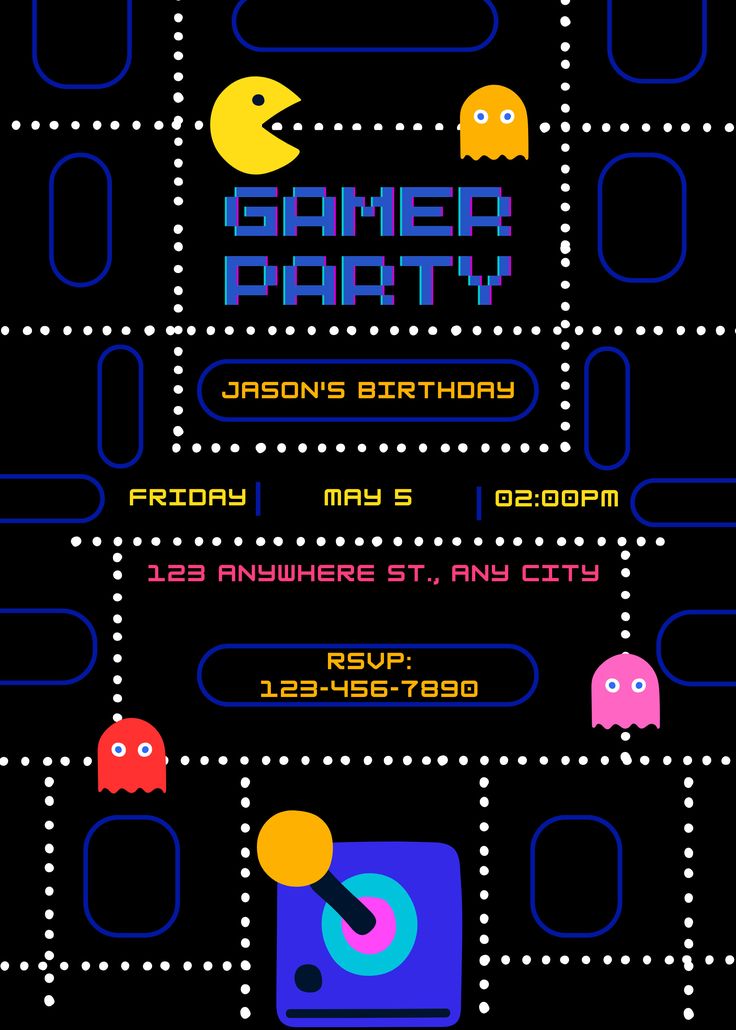 GAMER
PARTY
JASON'S BIRTHDAY
FRIDAY MAY 5 02:00PM
123 ANYWHERE ST., ANY CITY
RSVP:
123-456-7890